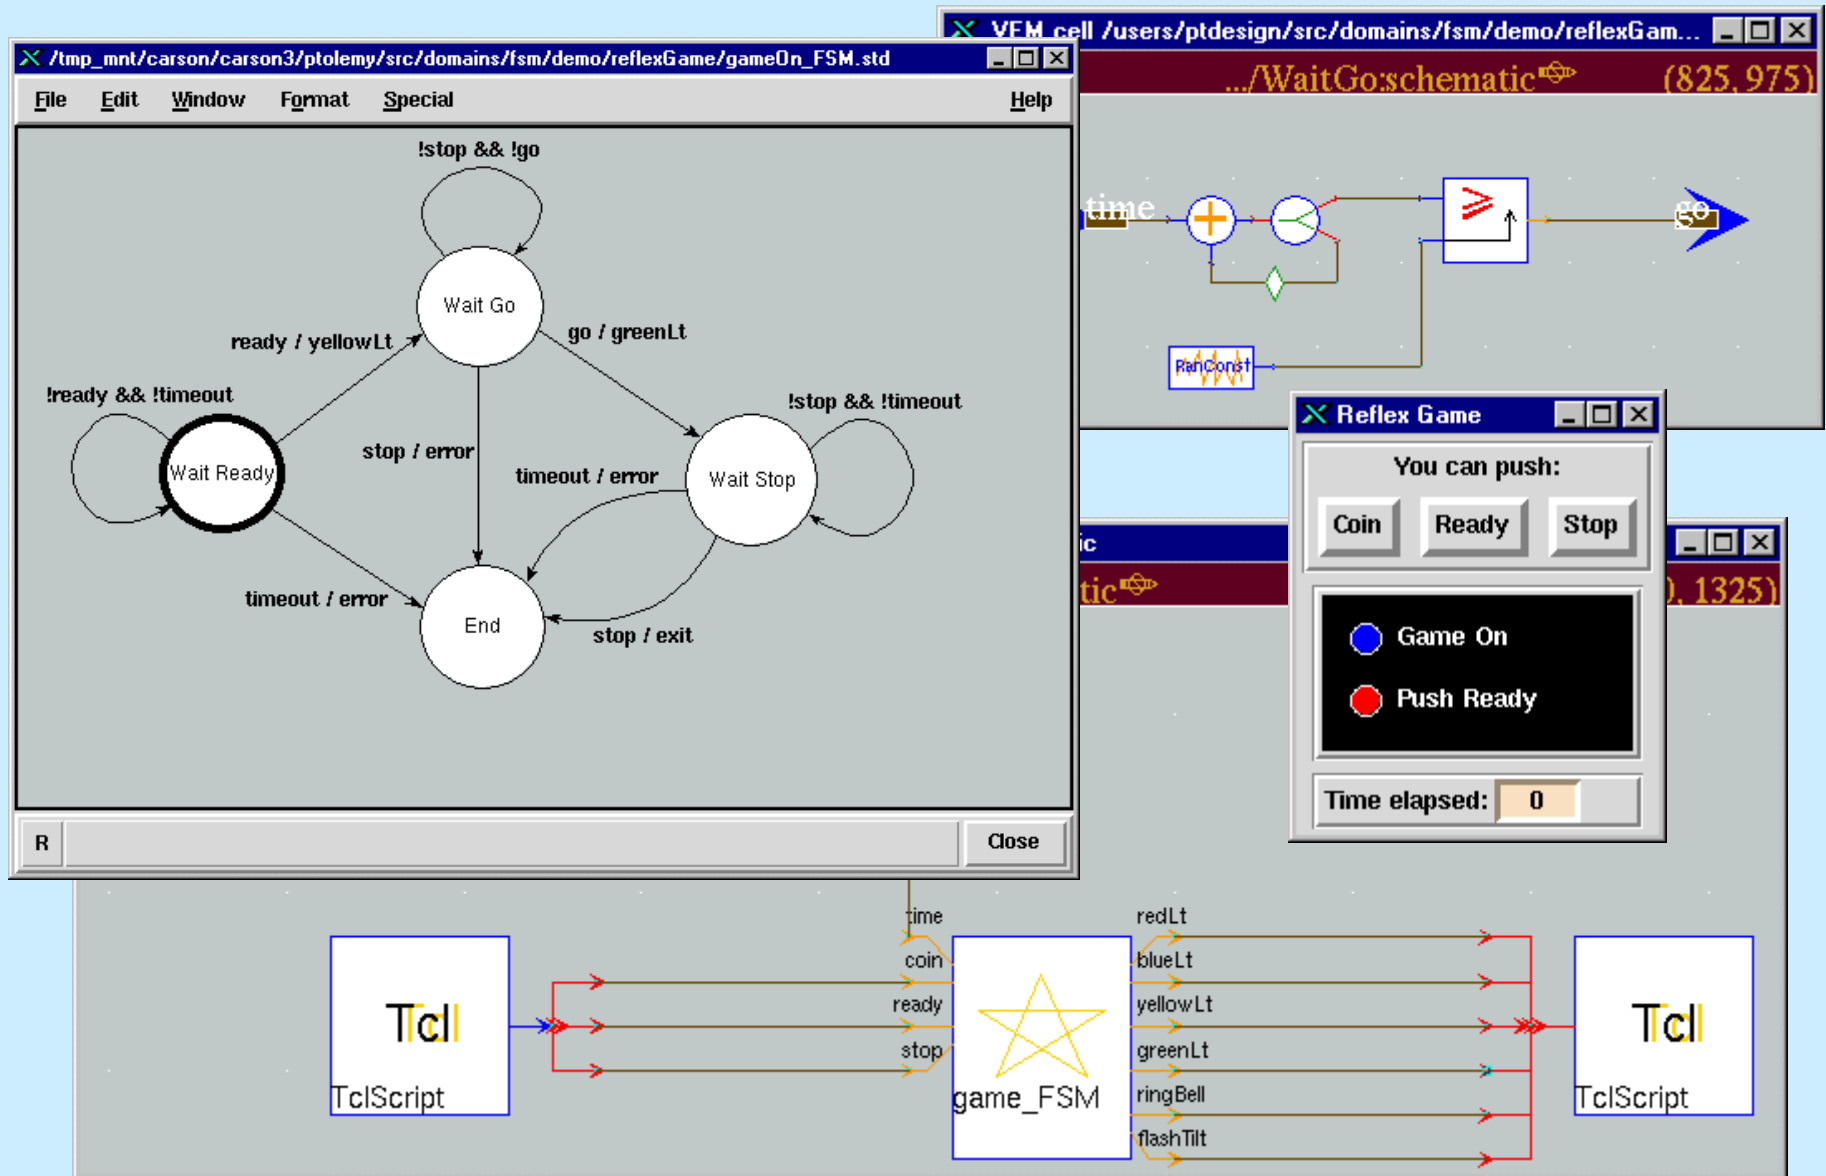 VEM cell /users/ptdesign/src/domains/fsm/demo/reflexGam...
.../WaitGo:schematic (825, 975)
time
go
RanConst
/tmp_mnt/carson/carson3/ptolemy/src/domains/fsm/demo/reflexGame/gameOn_FSM.std
File Edit Window Format Special Help
!stop && !go
Wait Go
ready / yellowLt
go / greenLt
!ready && !timeout
!stop && !timeout
stop / error
timeout / error
Wait Ready
Wait Stop
timeout / error
End
stop / exit
R
Close
Reflex Game
You can push:
Coin Ready Stop
Game On
Push Ready
Time elapsed: 0
ic
tic , 1325)
time
coin
ready
stop
redLt
blueLt
yellowLt
greenLt
ringBell
flashTilt
Tcl
TclScript
game_FSM
Tcl
TclScript